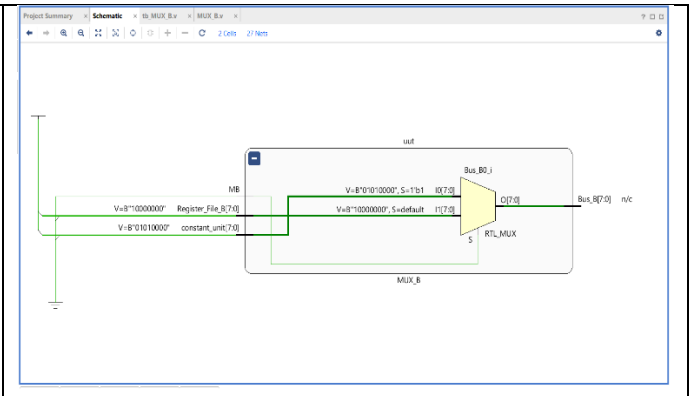 Project Summary × Schematic × tb_MUX_B.v × MUX_B.v ×
2 Cells 27 Nets
uut
Bus_B0_i
MB
V=B"01010000", S=1'b1 I0[7:0]
O[7:0]
Bus_B[7:0] n/c
V=B"10000000" Register_File_B[7:0]
V=B"10000000", S=default I1[7:0]
V=B"01010000" constant_unit[7:0]
S RTL_MUX
MUX_B